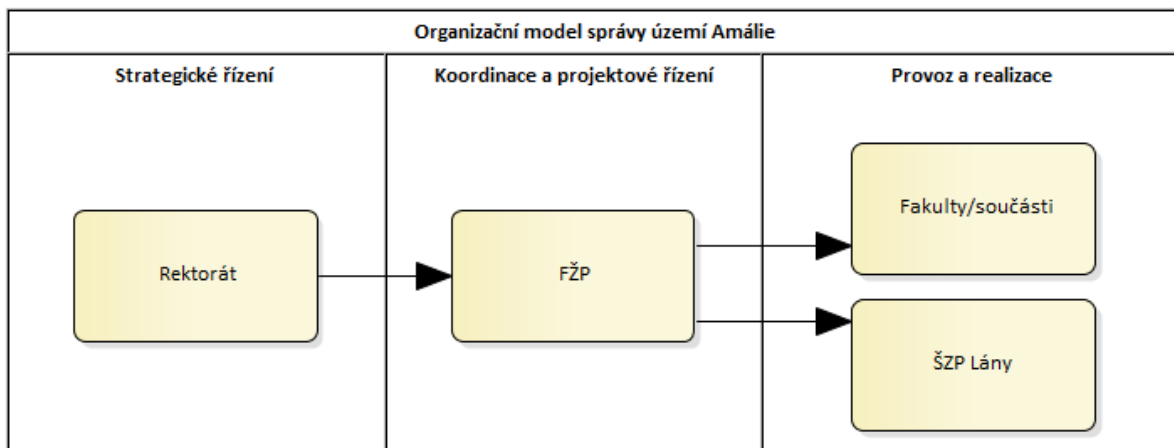 Organizační model správy území Amálie
Strategické řízení
Koordinace a projektové řízení
Provoz a realizace
Rektorát
FŽP
Fakulty/součásti
ŠZP Lány